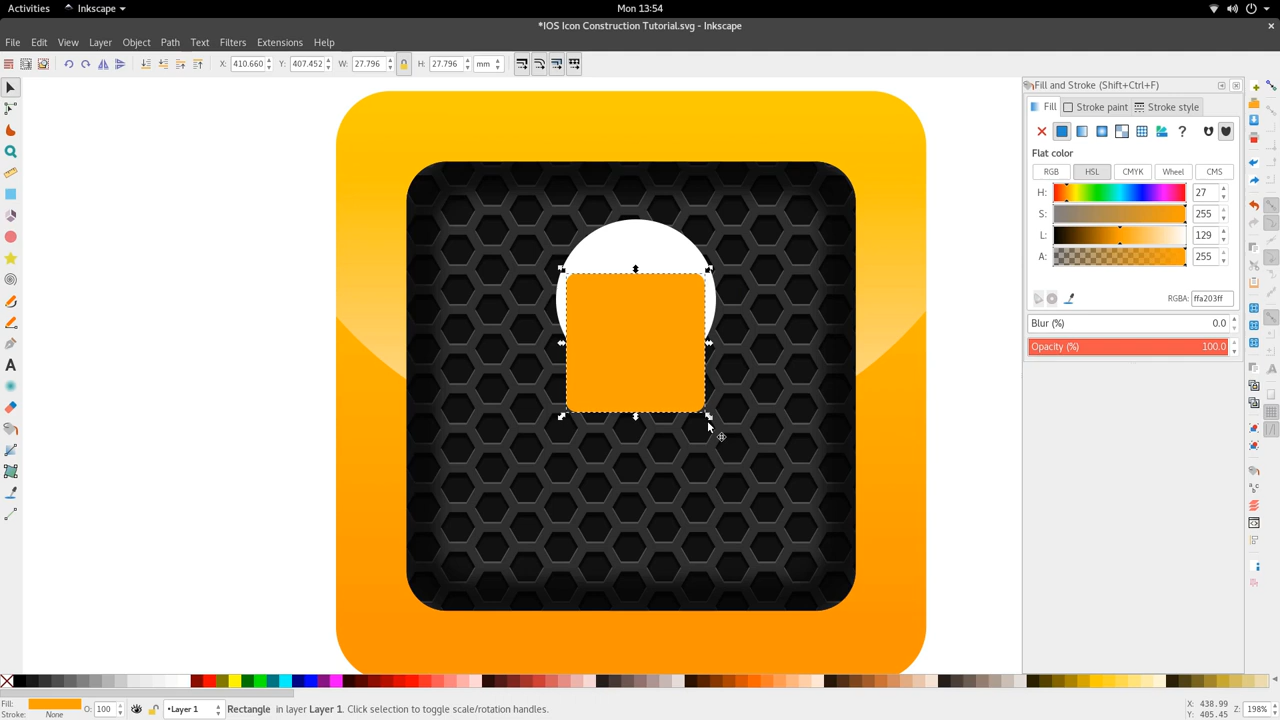 Activities Inkscape Mon 13:54
*IOS Icon Construction Tutorial.svg - Inkscape
File Edit View Layer Object Path Text Filters Extensions Help
X: 410.660 Y: 407.452 W: 27.796 H: 27.796 mm
Fill and Stroke (Shift+Ctrl+F)
Fill Stroke paint Stroke style
?
Flat color
RGB HSL CMYK Wheel CMS
H: 27
S: 255
L: 129
A: 255
RGBA: ffa203ff
Blur (%) 0.0
Opacity (%) 100.0
Fill: O: 100 •Layer 1 Rectangle in layer Layer 1. Click selection to toggle scale/rotation handles. X: 438.99 Z: 198%
Stroke: None Y: 405.45